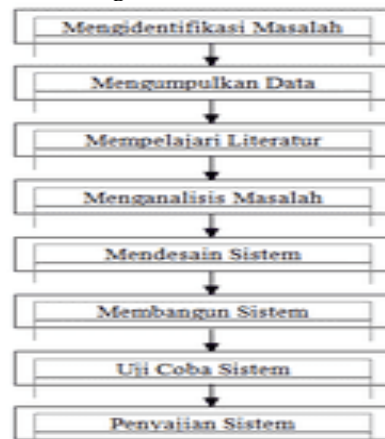 Mengidentifikasi Masalah
Mengumpulkan Data
Mempelajari Literatur
Menganalisis Masalah
Mendesain Sistem
Membangun Sistem
Uji Coba Sistem
Penyajian Sistem